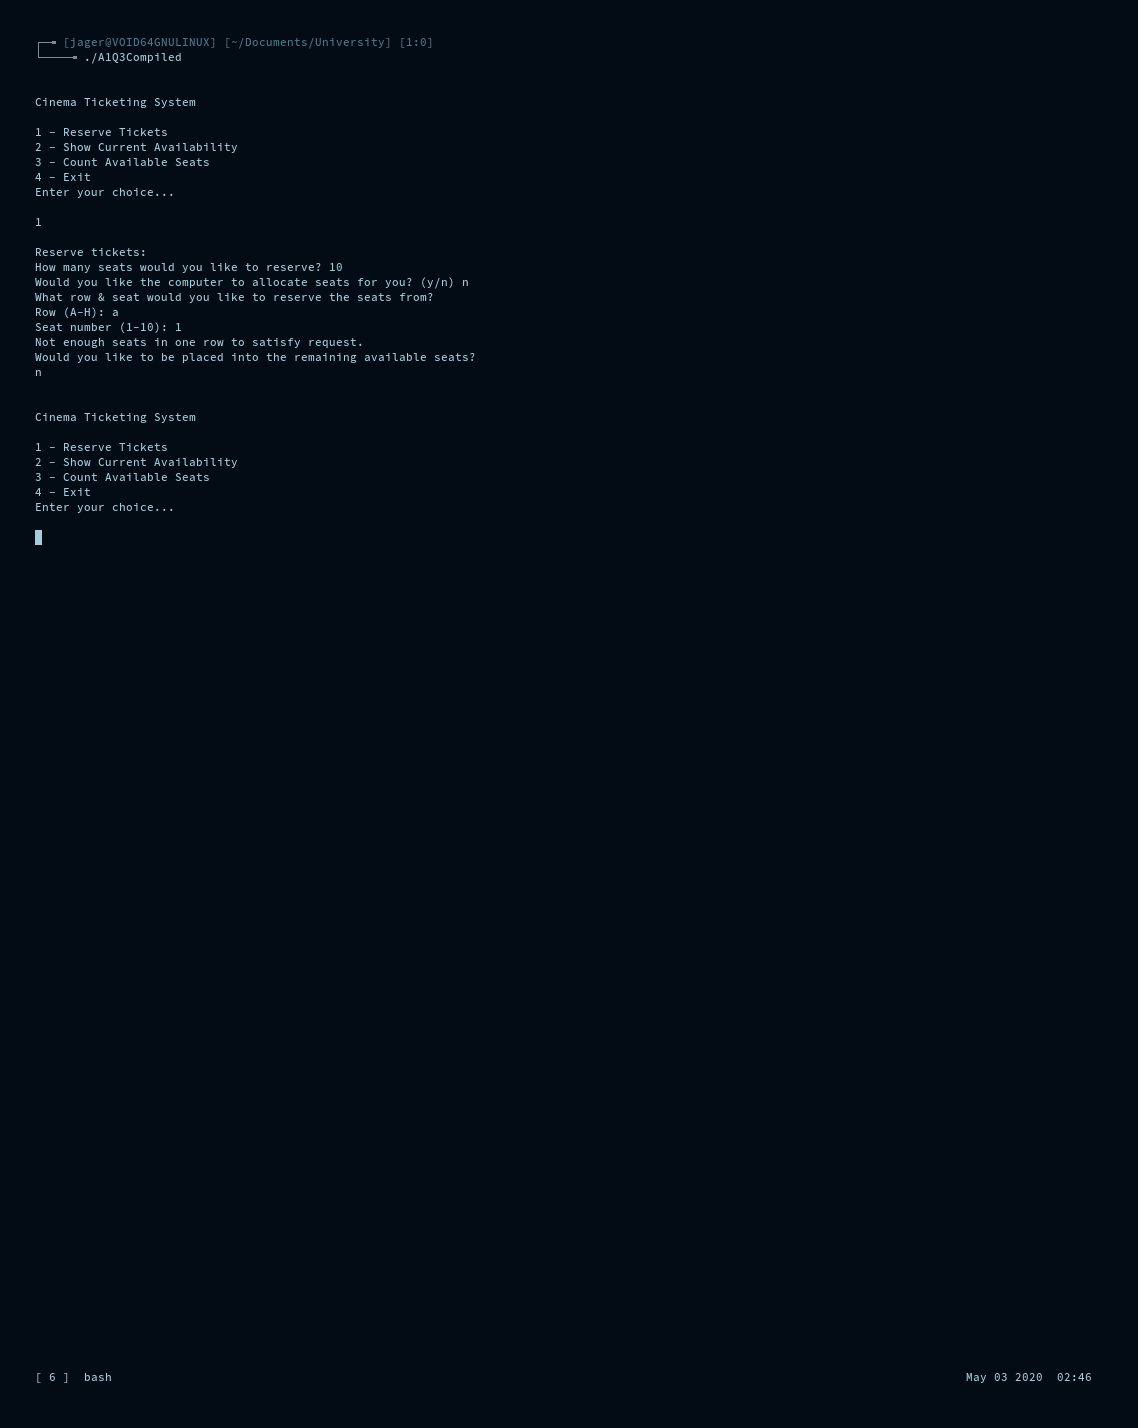 [jager@VOID64GNULINUX] [~/Documents/University] [1:0]
./A1Q3Compiled
Cinema Ticketing System
1 - Reserve Tickets
2 - Show Current Availability
3 - Count Available Seats
4 - Exit
Enter your choice...
1
Reserve tickets:
How many seats would you like to reserve? 10
Would you like the computer to allocate seats for you? (y/n) n
What row & seat would you like to reserve the seats from?
Row (A-H): a
Seat number (1-10): 1
Not enough seats in one row to satisfy request.
Would you like to be placed into the remaining available seats?
n
Cinema Ticketing System
1 - Reserve Tickets
2 - Show Current Availability
3 - Count Available Seats
4 - Exit
Enter your choice...
[ 6 ]  bash
May 03 2020  02:46